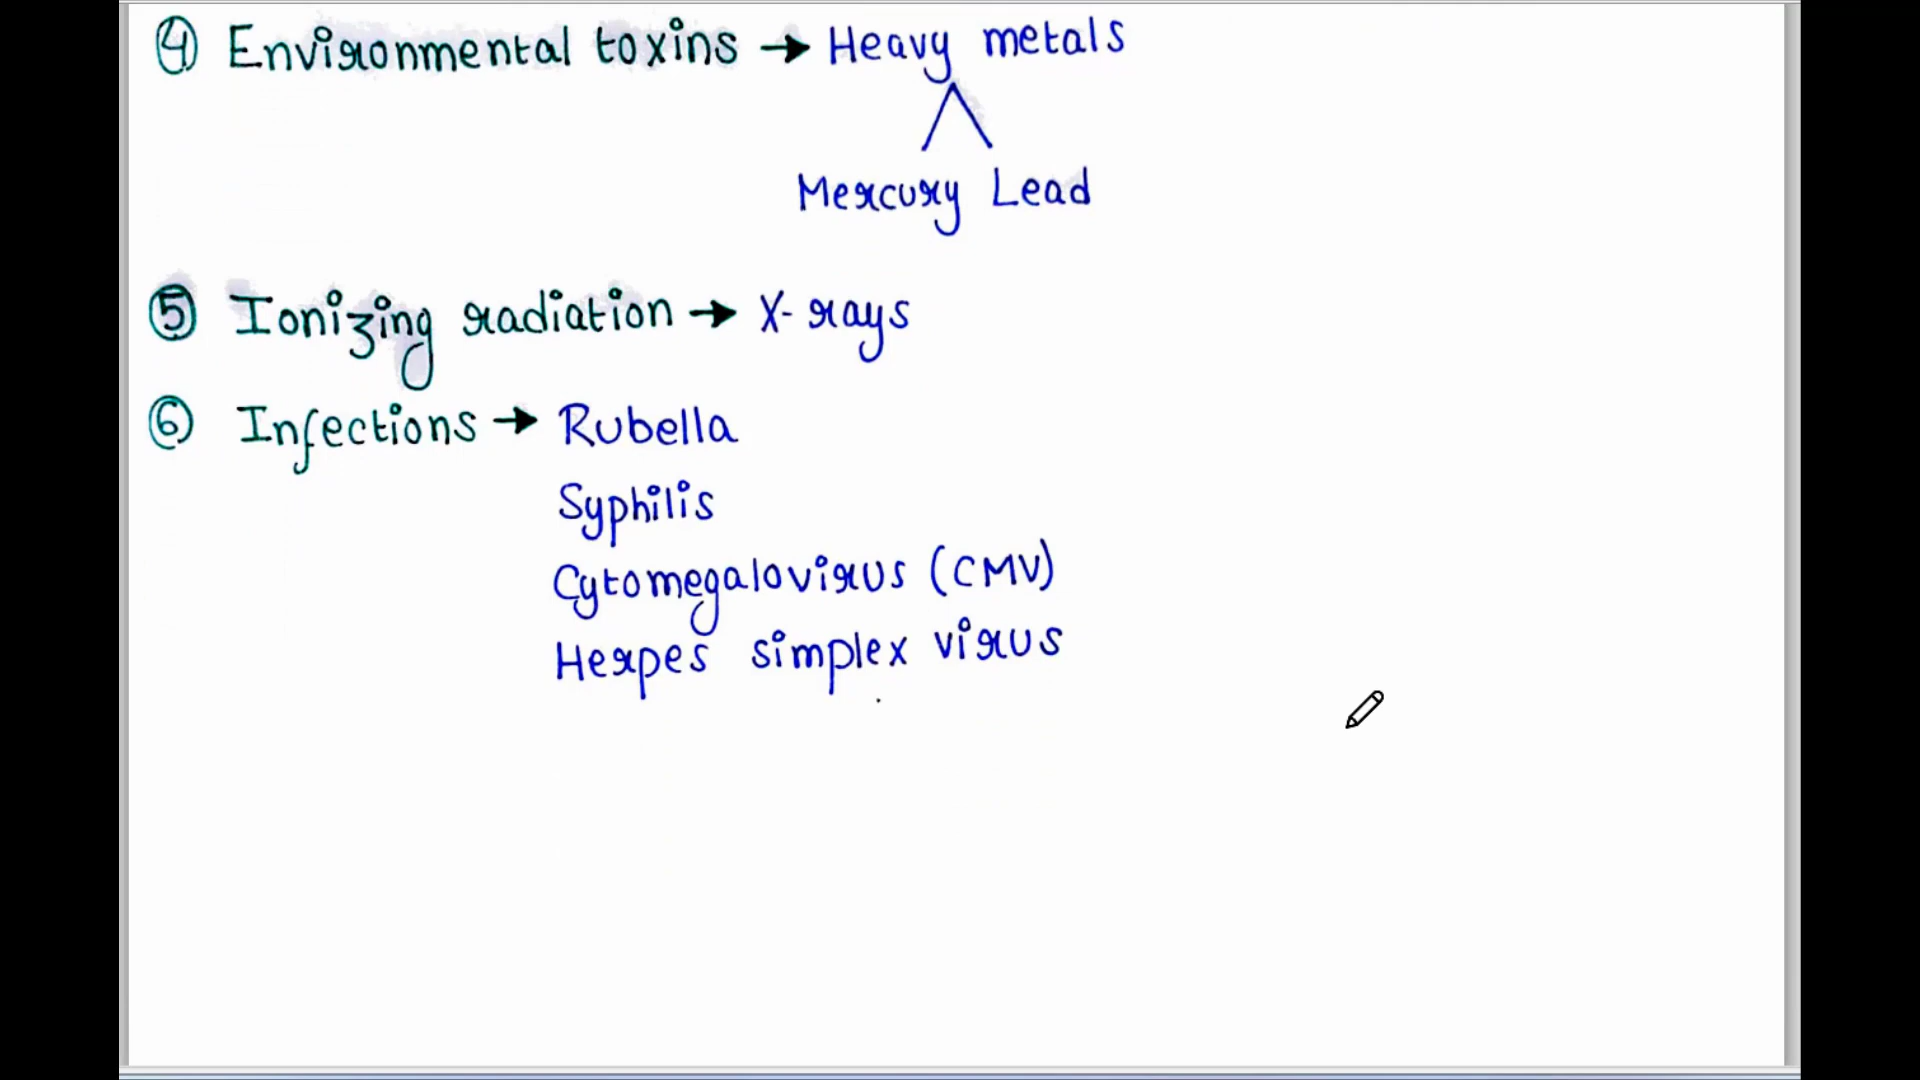 ④ Environmental toxins → Heavy metals
Mercury Lead
⑤ Ionizing radiation → X-rays
⑥ Infections → Rubella
Syphilis
Cytomegalovirus (CMV)
Herpes simplex virus